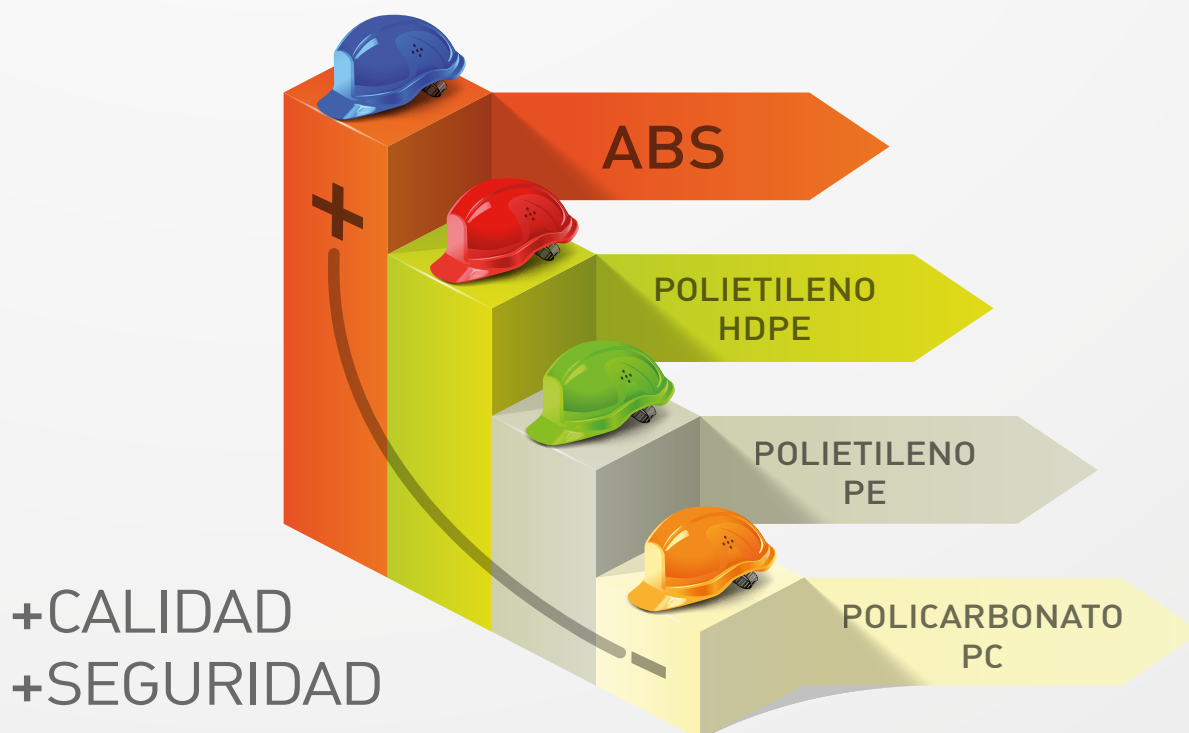 ABS
+
POLIETILENO
HDPE
POLIETILENO
PE
POLICARBONATO
PC
-
+CALIDAD
+SEGURIDAD